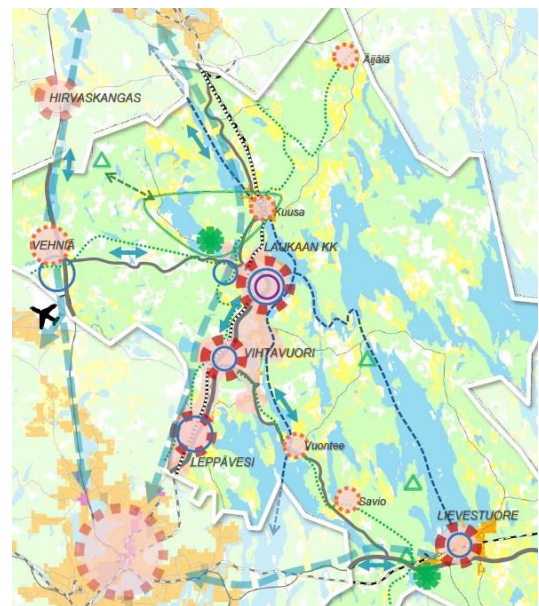 Äijälä
HIRVASKANGAS
Kuusa
VEHNIÄ
LAUKAAN KK
VIHTAVUORI
Vuontee
LEPPÄVESI
Savio
LIEVESTUORE